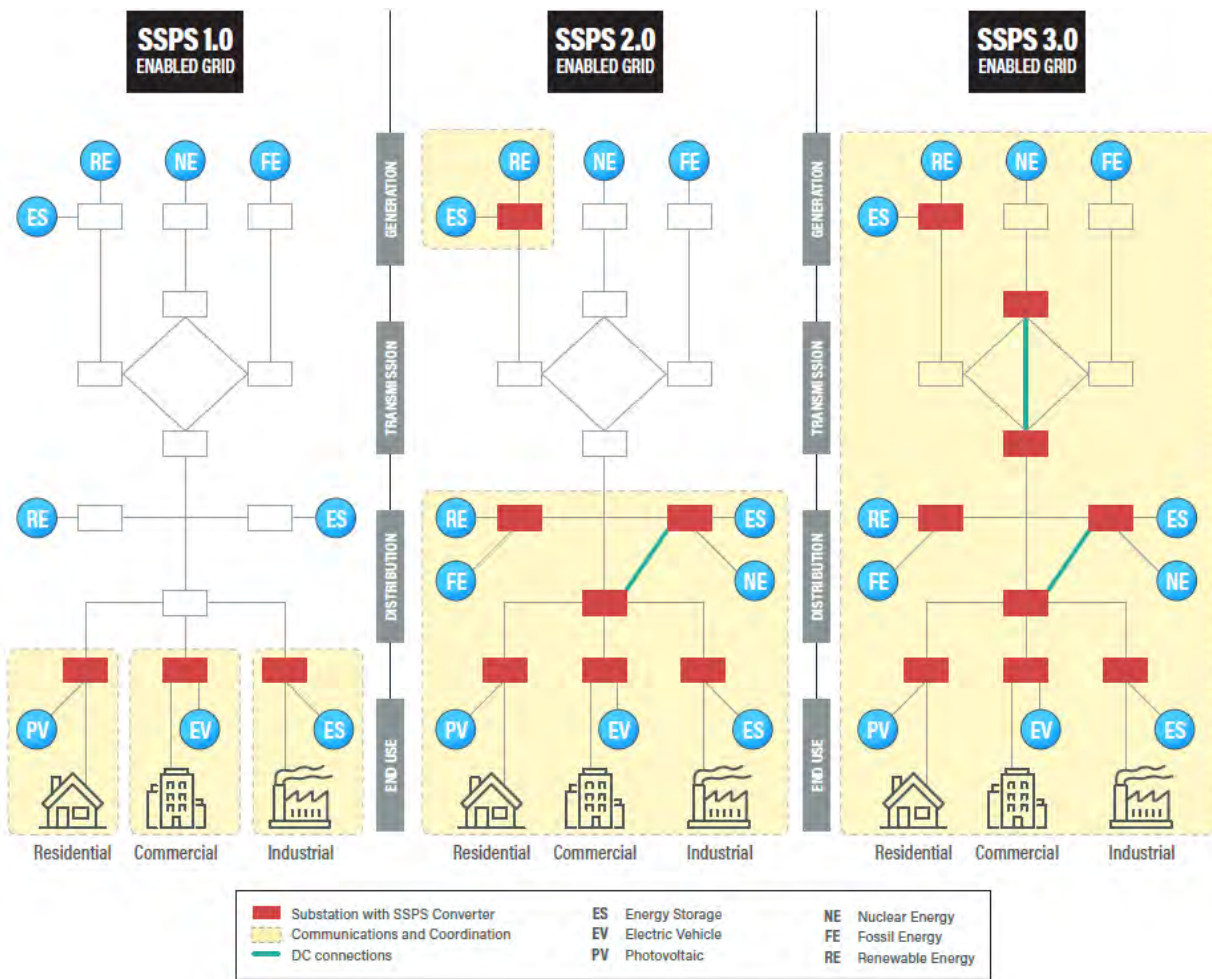 SSPS 1.0
ENABLED GRID
SSPS 2.0
ENABLED GRID
SSPS 3.0
ENABLED GRID
RE
NE
FE
ES
RE
ES
PV
EV
ES
Residential
Commercial
Industrial
GENERATION
TRANSMISSION
DISTRIBUTION
END USE
RE
NE
FE
ES
RE
ES
FE
NE
PV
EV
ES
Residential
Commercial
Industrial
GENERATION
TRANSMISSION
DISTRIBUTION
END USE
RE
NE
FE
ES
RE
ES
FE
NE
PV
EV
ES
Residential
Commercial
Industrial
Substation with SSPS Converter
Communications and Coordination
DC connections
ES Energy Storage
EV Electric Vehicle
PV Photovoltaic
NE Nuclear Energy
FE Fossil Energy
RE Renewable Energy